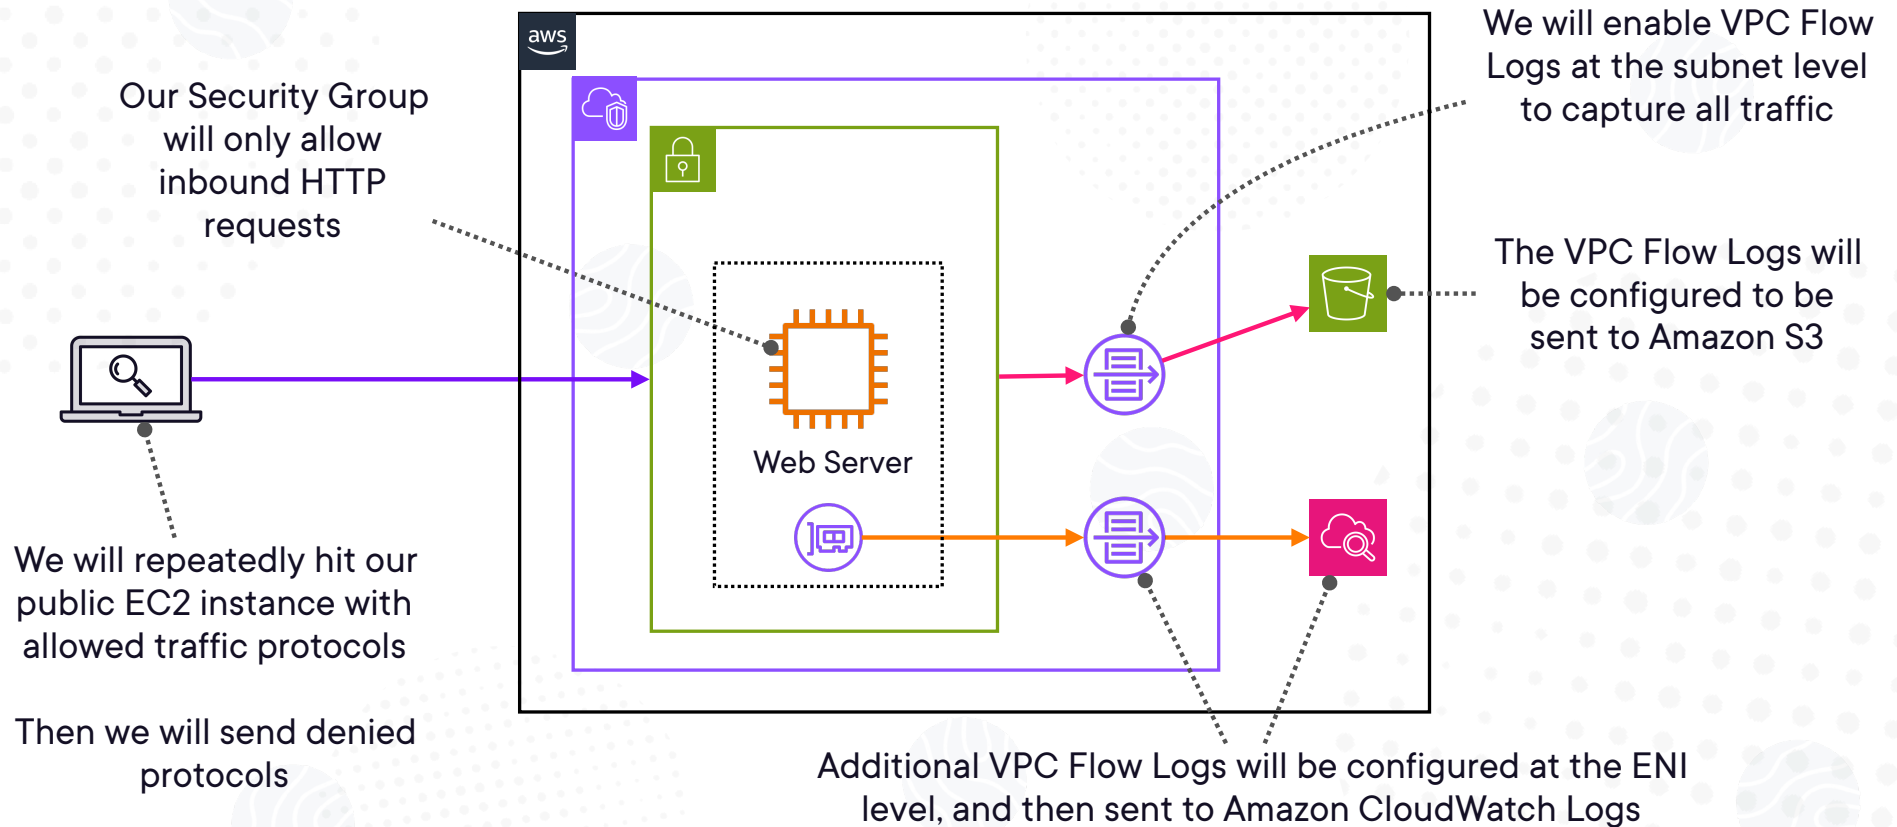 aws
Our Security Group
will only allow
inbound HTTP
requests
We will enable VPC Flow
Logs at the subnet level
to capture all traffic
The VPC Flow Logs will
be configured to be
sent to Amazon S3
Web Server
We will repeatedly hit our
public EC2 instance with
allowed traffic protocols
Then we will send denied
protocols
Additional VPC Flow Logs will be configured at the ENI
level, and then sent to Amazon CloudWatch Logs